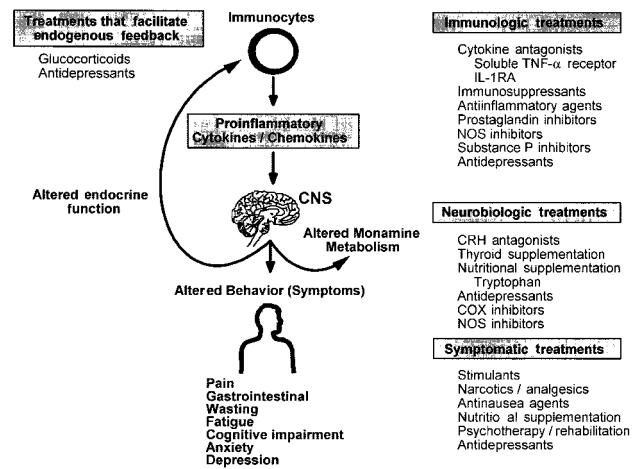 Treatments that facilitate
endogenous feedback
Glucocorticoids
Antidepressants
Immunocytes
Proinflammatory
Cytokines / Chemokines
CNS
Altered endocrine
function
Altered Monamine
Metabolism
Altered Behavior (Symptoms)
Pain
Gastrointestinal
Wasting
Fatigue
Cognitive impairment
Anxiety
Depression
Immunologic treatments
Cytokine antagonists
Soluble TNF-α receptor
IL-1RA
Immunosuppressants
Antiinflammatory agents
Prostaglandin inhibitors
NOS inhibitors
Substance P inhibitors
Antidepressants
Neurobiologic treatments
CRH antagonists
Thyroid supplementation
Nutritional supplementation
Tryptophan
Antidepressants
COX inhibitors
NOS inhibitors
Symptomatic treatments
Stimulants
Narcotics / analgesics
Antinausea agents
Nutritio al supplementation
Psychotherapy / rehabilitation
Antidepressants